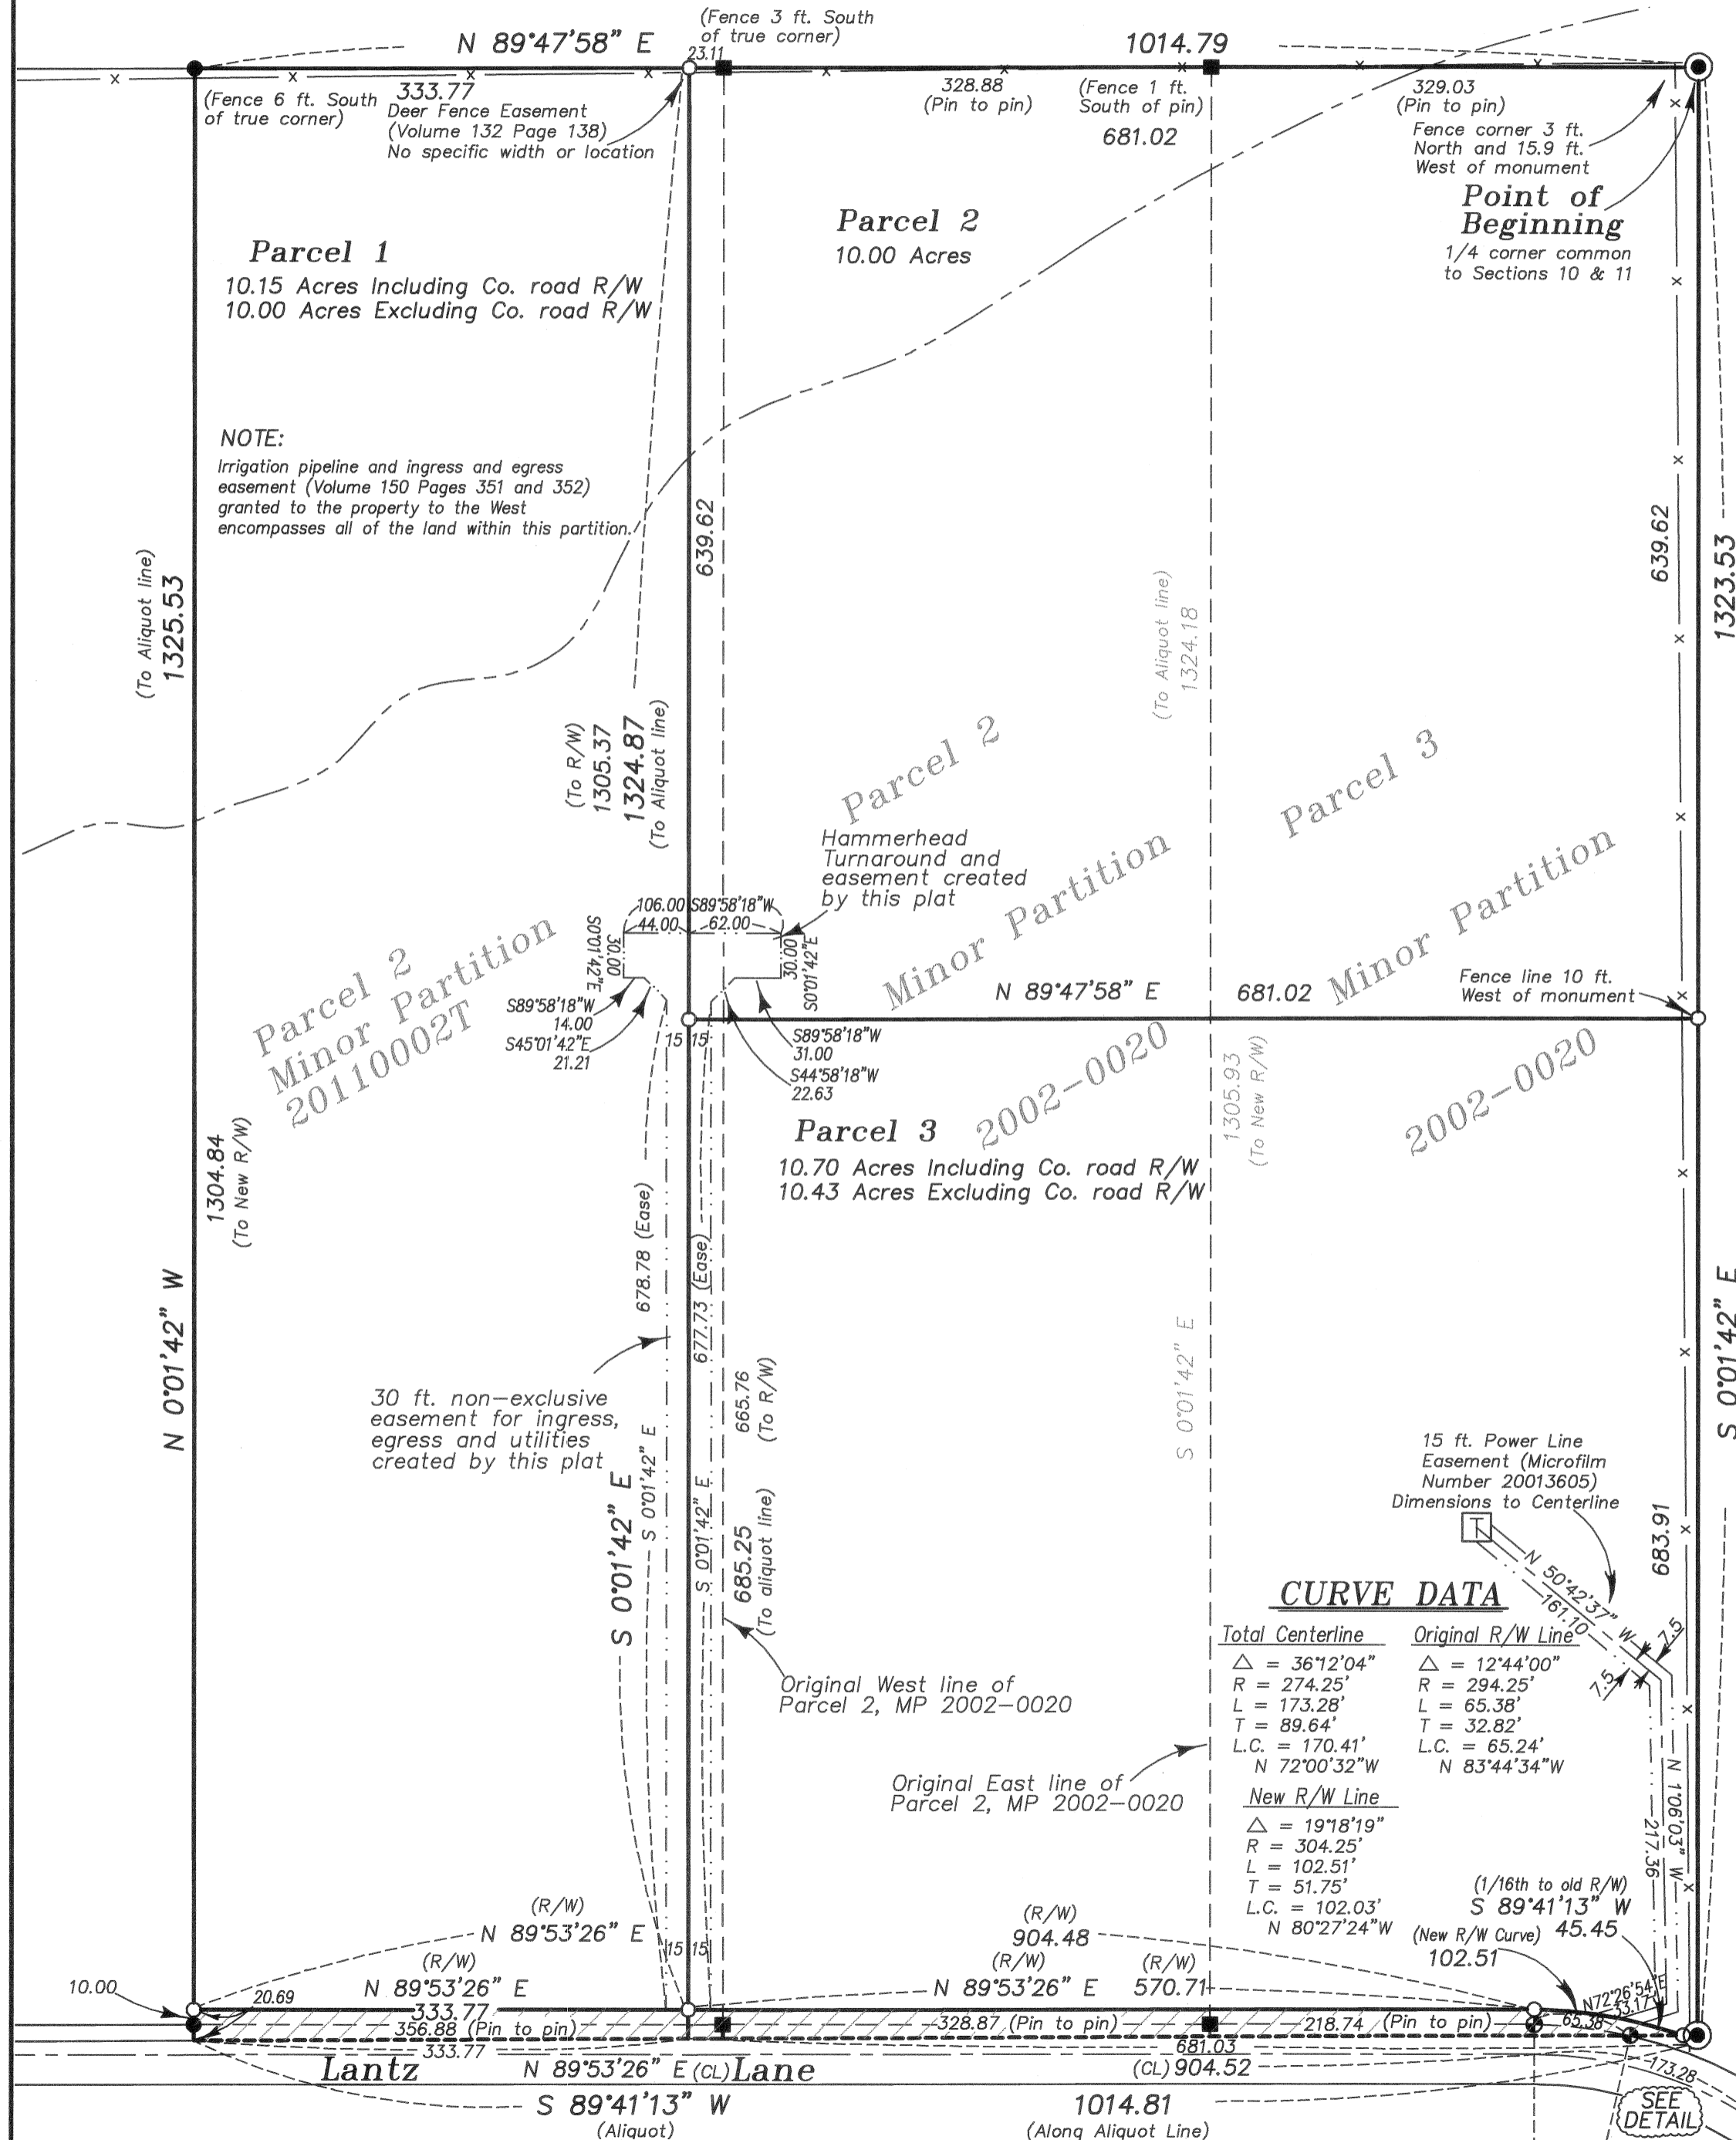 (Fence 3 ft. South
of true corner)
N 89°47'58" E
23.11
1014.79
(Fence 6 ft. South
of true corner)
333.77
Deer Fence Easement
(Volume 132 Page 138)
No specific width or location
328.88
(Pin to pin)
(Fence 1 ft.
South of pin)
681.02
329.03
(Pin to pin)
Fence corner 3 ft.
North and 15.9 ft.
West of monument
Point of
Beginning
1/4 corner common
to Sections 10 & 11
Parcel 1
10.15 Acres Including Co. road R/W
10.00 Acres Excluding Co. road R/W
Parcel 2
10.00 Acres
NOTE:
Irrigation pipeline and ingress and egress
easement (Volume 150 Pages 351 and 352)
granted to the property to the West
encompasses all of the land within this partition.
(To Aliquot line)
1325.53
639.62
(To Aliquot line)
1324.18
639.62
1323.53
(To R/W)
1305.37
1324.87
(To Aliquot line)
Parcel 2
Minor Partition
2002-0020
Parcel 3
Minor Partition
2002-0020
Hammerhead
Turnaround and
easement created
by this plat
106.00 S89°58'18"W
44.00
62.00
S0°01'42"E
30.00
30.00
S0°01'42"E
S89°58'18"W
14.00
S45°01'42"E
21.21
15 15
S89°58'18"W
31.00
S44°58'18"W
22.63
N 89°47'58" E
681.02
Fence line 10 ft.
West of monument
Parcel 2
Minor Partition
20110002T
1305.93
(To New R/W)
Parcel 3
10.70 Acres Including Co. road R/W
10.43 Acres Excluding Co. road R/W
1304.84
(To New R/W)
678.78 (Ease)
677.73 (Ease)
N 0°01'42" W
S 0°01'42" E
S 0°01'42" E
30 ft. non-exclusive
easement for ingress,
egress and utilities
created by this plat
665.76
(To R/W)
S 0°01'42" E
S 0°01'42" E
S 0°01'42" E
685.25
(To aliquot line)
15 ft. Power Line
Easement (Microfilm
Number 20013605)
Dimensions to Centerline
683.91
T
N 50°42'37" W
161.10
7.5
7.5
CURVE DATA
Total Centerline
△ = 36°12'04"
R = 274.25'
L = 173.28'
T = 89.64'
L.C. = 170.41'
N 72°00'32"W
Original R/W Line
△ = 12°44'00"
R = 294.25'
L = 65.38'
T = 32.82'
L.C. = 65.24'
N 83°44'34"W
New R/W Line
△ = 19°18'19"
R = 304.25'
L = 102.51'
T = 51.75'
L.C. = 102.03'
N 80°27'24"W
Original West line of
Parcel 2, MP 2002-0020
Original East line of
Parcel 2, MP 2002-0020
217.36
N 1°06'03" W
(1/16th to old R/W)
S 89°41'13" W
45.45
(New R/W Curve)
102.51
(R/W)
N 89°53'26" E
15 15
(R/W)
904.48
(R/W)
N 89°53'26" E
333.77
(R/W)
N 89°53'26" E
(R/W)
570.71
10.00
20.69
N72°26'54"E
33.17
356.88 (Pin to pin)
328.87 (Pin to pin)
218.74 (Pin to pin)
65.38
333.77
681.03
Lantz
N 89°53'26" E (CL)
Lane
(CL) 904.52
173.28
S 89°41'13" W
(Aliquot)
1014.81
(Along Aliquot Line)
SEE
DETAIL